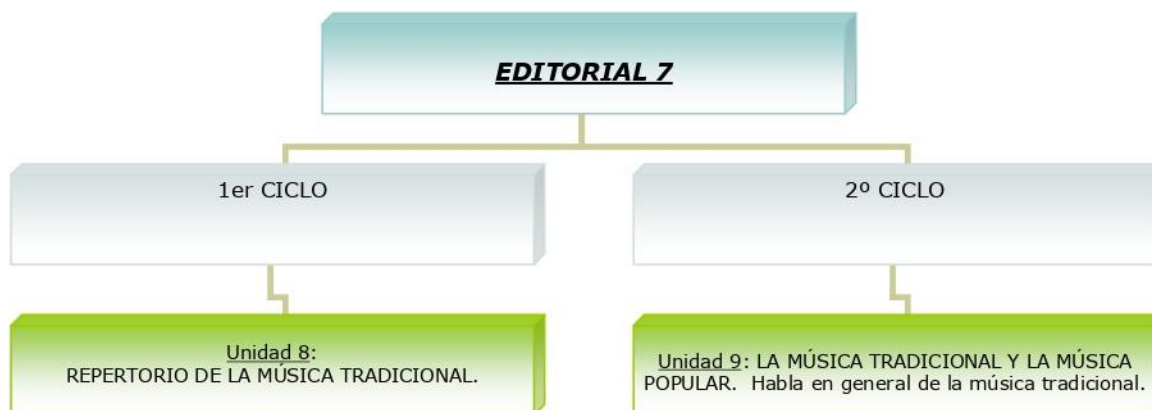 EDITORIAL 7
1er CICLO
2º CICLO
Unidad 8:
REPERTORIO DE LA MÚSICA TRADICIONAL.
Unidad 9: LA MÚSICA TRADICIONAL Y LA MÚSICA
POPULAR. Habla en general de la música tradicional.